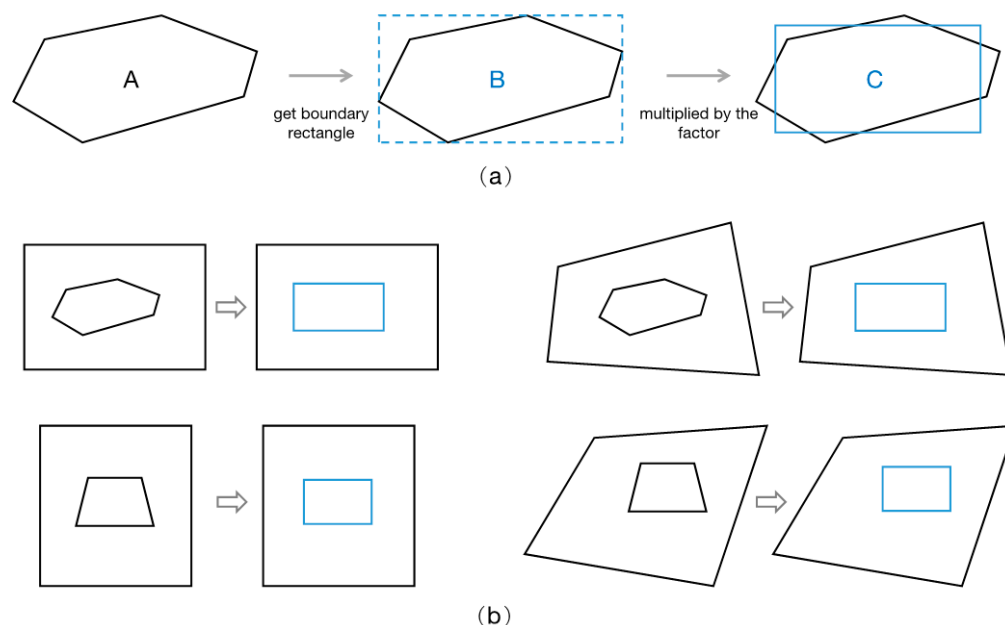 A
get boundary
rectangle
B
multiplied by the
factor
C
(a)
(b)